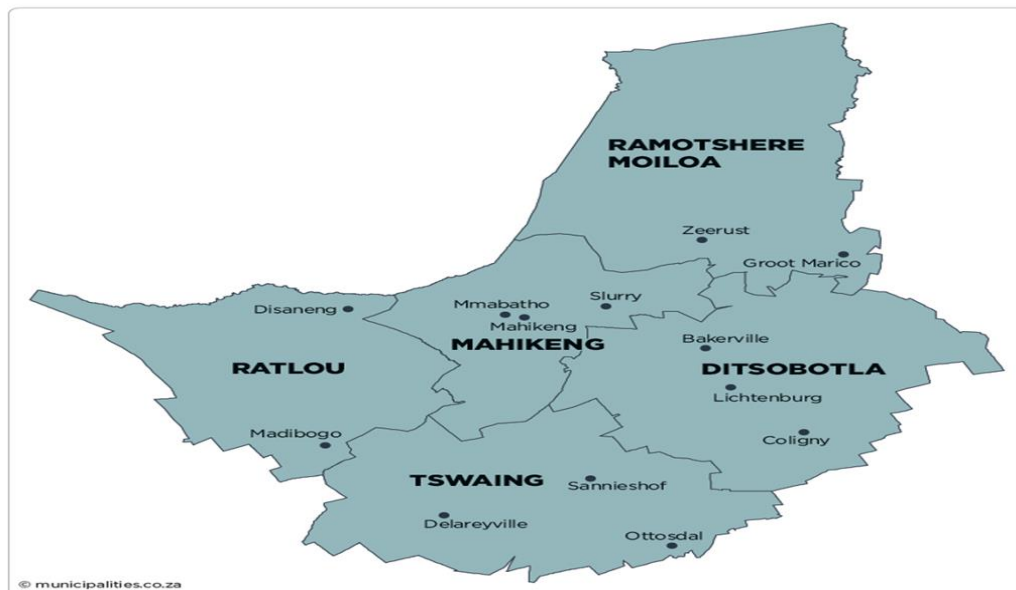 RAMOTSHERE
MOILOA
Zeerust
Groot Marico
Disaneng
Mmabatho
Slurry
Mahikeng
MAHIKENG
Bakerville
RATLOU
DITSOBOTLA
Lichtenburg
Madibogo
Coligny
TSWAING
Sannieshof
Delareyville
Ottosdal
© municipalities.co.za